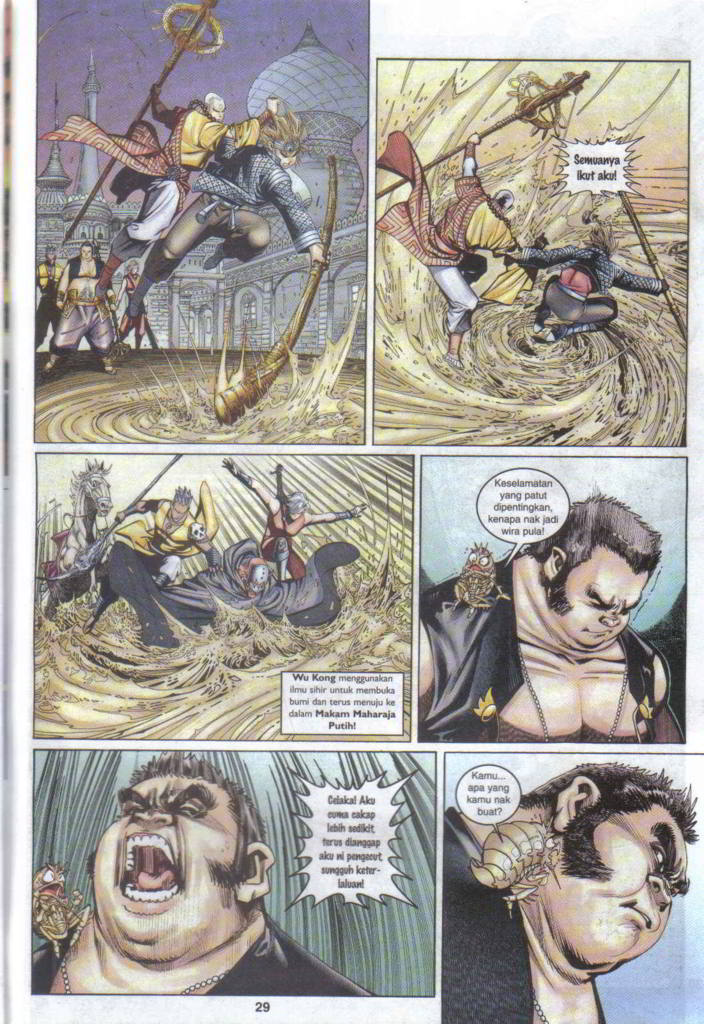 Semuanya
ikut aku!
Wu Kong menggunakan
ilmu sihir untuk membuka
bumi dan terus menuju ke
dalam Makam Maharaja
Putih!
Keselamatan
yang patut
dipentingkan,
kenapa nak jadi
wira pula!
Celaka! Aku
cuma cakap
lebih sedikit,
terus dianggap
aku ni pengecut,
sungguh keter-
laluan!
Kamu...
apa yang
kamu nak
buat?
29